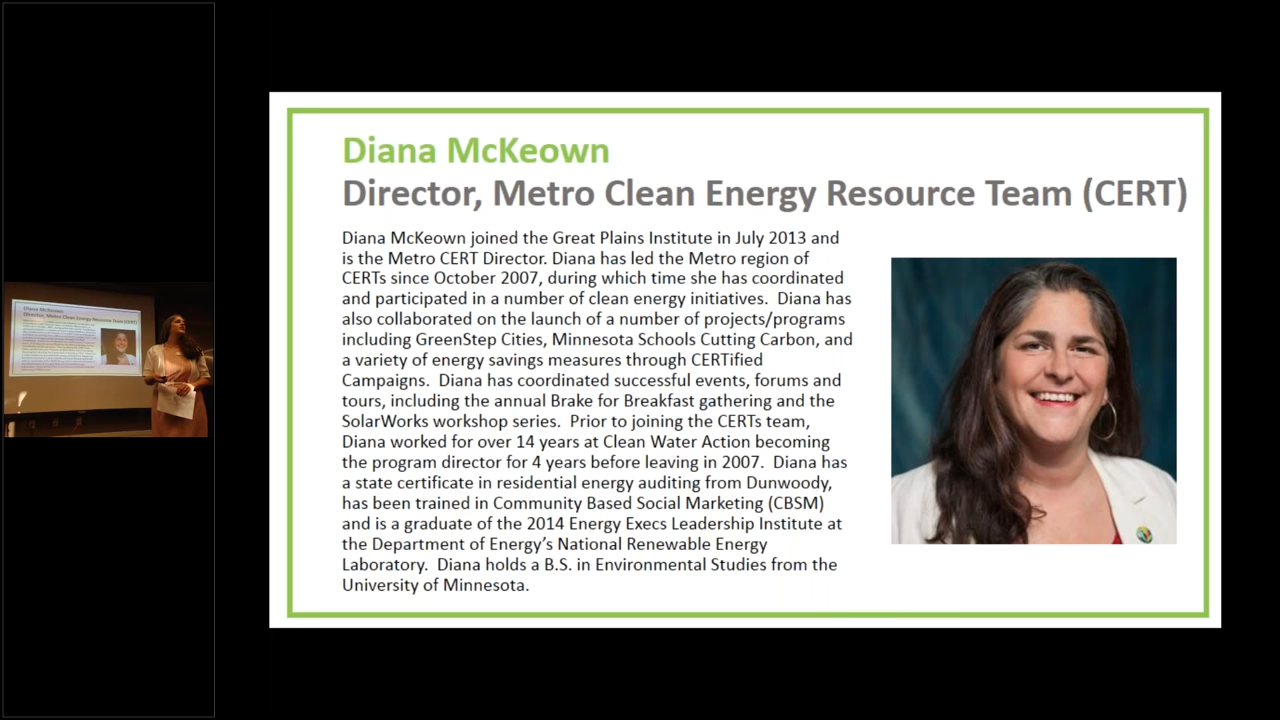 Diana McKeown
Director, Metro Clean Energy Resource Team (CERT)
Diana McKeown joined the Great Plains Institute in July 2013 and
is the Metro CERT Director. Diana has led the Metro region of
CERTs since October 2007, during which time she has coordinated
and participated in a number of clean energy initiatives.  Diana has
also collaborated on the launch of a number of projects/programs
including GreenStep Cities, Minnesota Schools Cutting Carbon, and
a variety of energy savings measures through CERTified
Campaigns.  Diana has coordinated successful events, forums and
tours, including the annual Brake for Breakfast gathering and the
SolarWorks workshop series.  Prior to joining the CERTs team,
Diana worked for over 14 years at Clean Water Action becoming
the program director for 4 years before leaving in 2007.  Diana has
a state certificate in residential energy auditing from Dunwoody,
has been trained in Community Based Social Marketing (CBSM)
and is a graduate of the 2014 Energy Execs Leadership Institute at
the Department of Energy’s National Renewable Energy
Laboratory.  Diana holds a B.S. in Environmental Studies from the
University of Minnesota.
Diana McKeown
Director, Metro Clean Energy Resource Team (CERT)